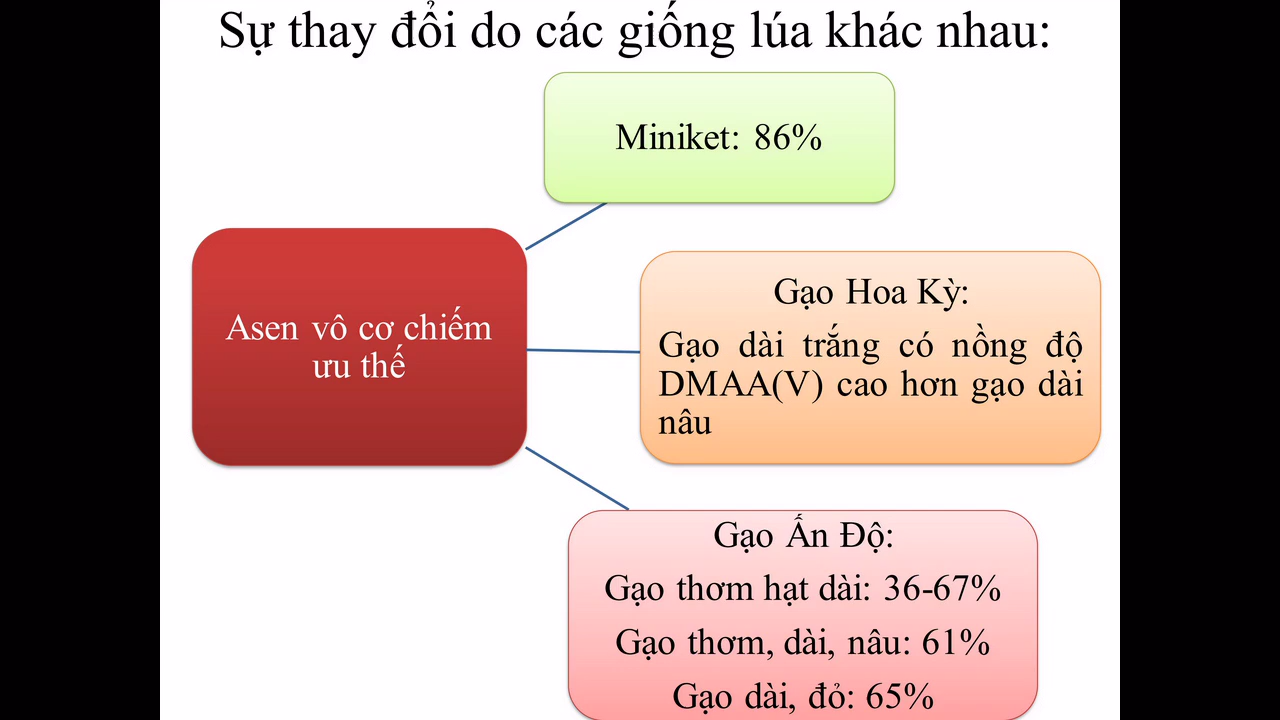 Sự thay đổi do các giống lúa khác nhau:
Miniket: 86%
Asen vô cơ chiếm
ưu thế
Gạo Hoa Kỳ:
Gạo dài trắng có nồng độ
DMAA(V) cao hơn gạo dài
nâu
Gạo Ấn Độ:
Gạo thơm hạt dài: 36-67%
Gạo thơm, dài, nâu: 61%
Gạo dài, đỏ: 65%